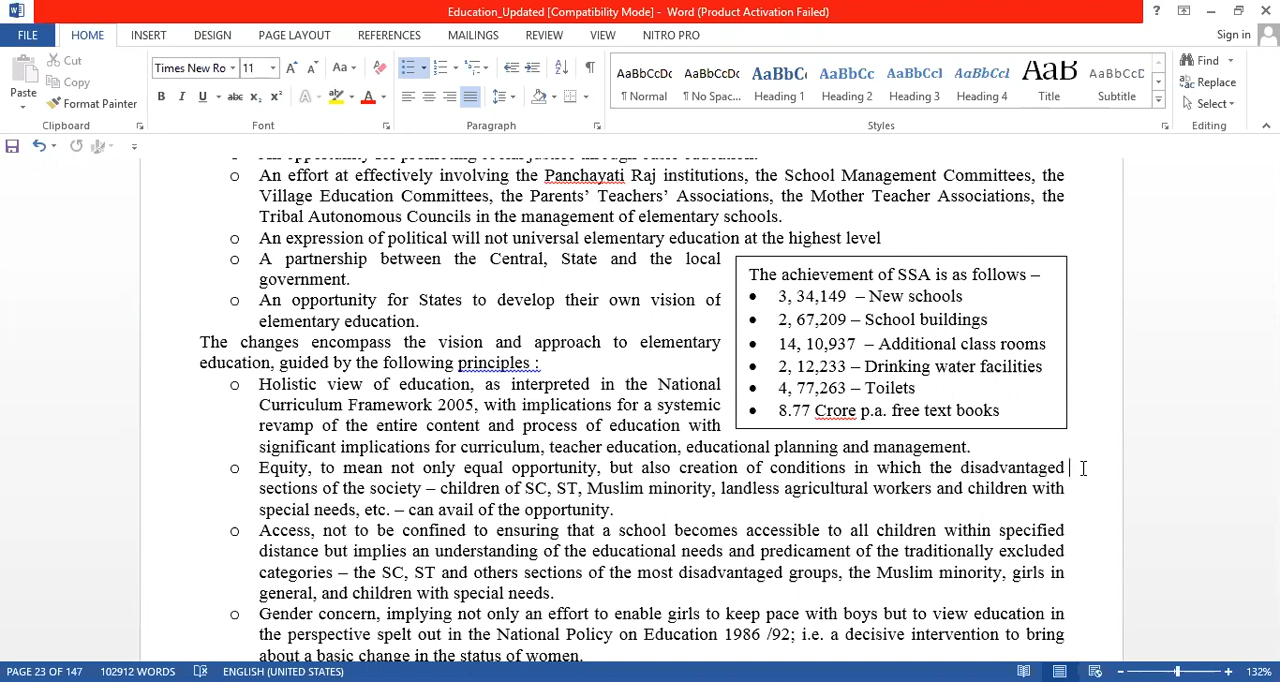 Education_Updated [Compatibility Mode] - Word (Product Activation Failed)
?
FILE HOME INSERT DESIGN PAGE LAYOUT REFERENCES MAILINGS REVIEW VIEW NITRO PRO Sign in
Paste
Cut
Copy
Format Painter
Clipboard
Times New Ro 11
Aa
B I U abc X₂ X²
Font
Paragraph
AaBbCcDc AaBbCcDc AaBbC AaBbCc AaBbCcI AaBbCcI AaB AaBbCcD
¶ Normal ¶ No Spac... Heading 1 Heading 2 Heading 3 Heading 4 Title Subtitle
Styles
Find
Replace
Select
Editing
o An effort at effectively involving the Panchayati Raj institutions, the School Management Committees, the
Village Education Committees, the Parents’ Teachers’ Associations, the Mother Teacher Associations, the
Tribal Autonomous Councils in the management of elementary schools.
o An expression of political will not universal elementary education at the highest level
o A partnership between the Central, State and the local
government.
o An opportunity for States to develop their own vision of
elementary education.
The changes encompass the vision and approach to elementary
education, guided by the following principles :
The achievement of SSA is as follows –
• 3, 34,149 – New schools
• 2, 67,209 – School buildings
• 14, 10,937 – Additional class rooms
• 2, 12,233 – Drinking water facilities
• 4, 77,263 – Toilets
• 8.77 Crore p.a. free text books
o Holistic view of education, as interpreted in the National
Curriculum Framework 2005, with implications for a systemic
revamp of the entire content and process of education with
significant implications for curriculum, teacher education, educational planning and management.
o Equity, to mean not only equal opportunity, but also creation of conditions in which the disadvantaged
sections of the society – children of SC, ST, Muslim minority, landless agricultural workers and children with
special needs, etc. – can avail of the opportunity.
o Access, not to be confined to ensuring that a school becomes accessible to all children within specified
distance but implies an understanding of the educational needs and predicament of the traditionally excluded
categories – the SC, ST and others sections of the most disadvantaged groups, the Muslim minority, girls in
general, and children with special needs.
o Gender concern, implying not only an effort to enable girls to keep pace with boys but to view education in
the perspective spelt out in the National Policy on Education 1986 /92; i.e. a decisive intervention to bring
about a basic change in the status of women.
PAGE 23 OF 147 102912 WORDS ENGLISH (UNITED STATES) 132%